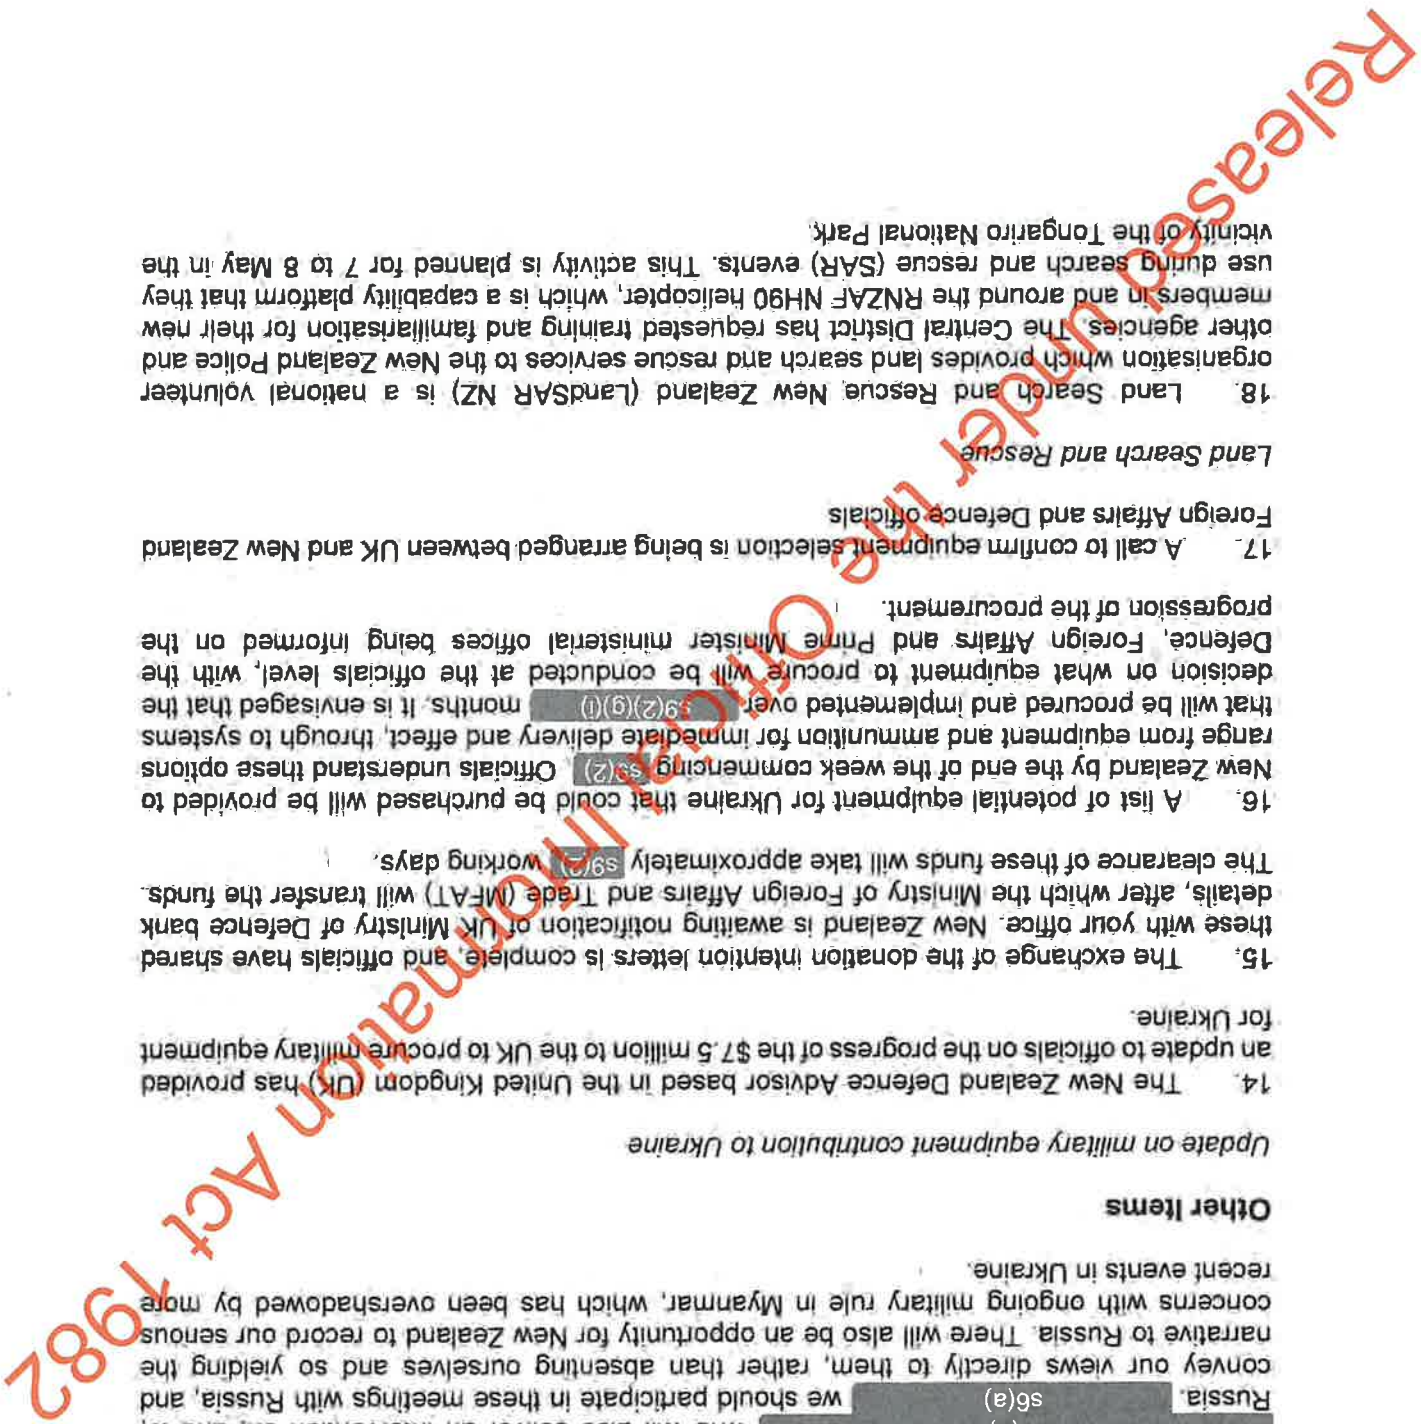 Russia. s6(a) we should participate in these meetings with Russia, and
convey our views directly to them, rather than absenting ourselves and so yielding the
narrative to Russia. There will also be an opportunity for New Zealand to record our serious
concerns with ongoing military rule in Myanmar, which has been overshadowed by more
recent events in Ukraine.
Other Items
Update on military equipment contribution to Ukraine
14. The New Zealand Defence Advisor based in the United Kingdom (UK) has provided
an update to officials on the progress of the $7.5 million to the UK to procure military equipment
for Ukraine.
15. The exchange of the donation intention letters is complete, and officials have shared
these with your office. New Zealand is awaiting notification of UK Ministry of Defence bank
details, after which the Ministry of Foreign Affairs and Trade (MFAT) will transfer the funds.
The clearance of these funds will take approximately s9(2) working days.
16. A list of potential equipment for Ukraine that could be purchased will be provided to
New Zealand by the end of the week commencing s9(2) Officials understand these options
range from equipment and ammunition for immediate delivery and effect, through to systems
that will be procured and implemented over s9(2)(g)(i) months. It is envisaged that the
decision on what equipment to procure will be conducted at the officials level, with the
Defence, Foreign Affairs and Prime Minister ministerial offices being informed on the
progression of the procurement.
17. A call to confirm equipment selection is being arranged between UK and New Zealand
Foreign Affairs and Defence officials
Land Search and Rescue
18. Land Search and Rescue New Zealand (LandSAR NZ) is a national volunteer
organisation which provides land search and rescue services to the New Zealand Police and
other agencies. The Central District has requested training and familiarisation for their new
members in and around the RNZAF NH90 helicopter, which is a capability platform that they
use during search and rescue (SAR) events. This activity is planned for 7 to 8 May in the
vicinity of the Tongariro National Park.
Released under the Official Information Act 1982